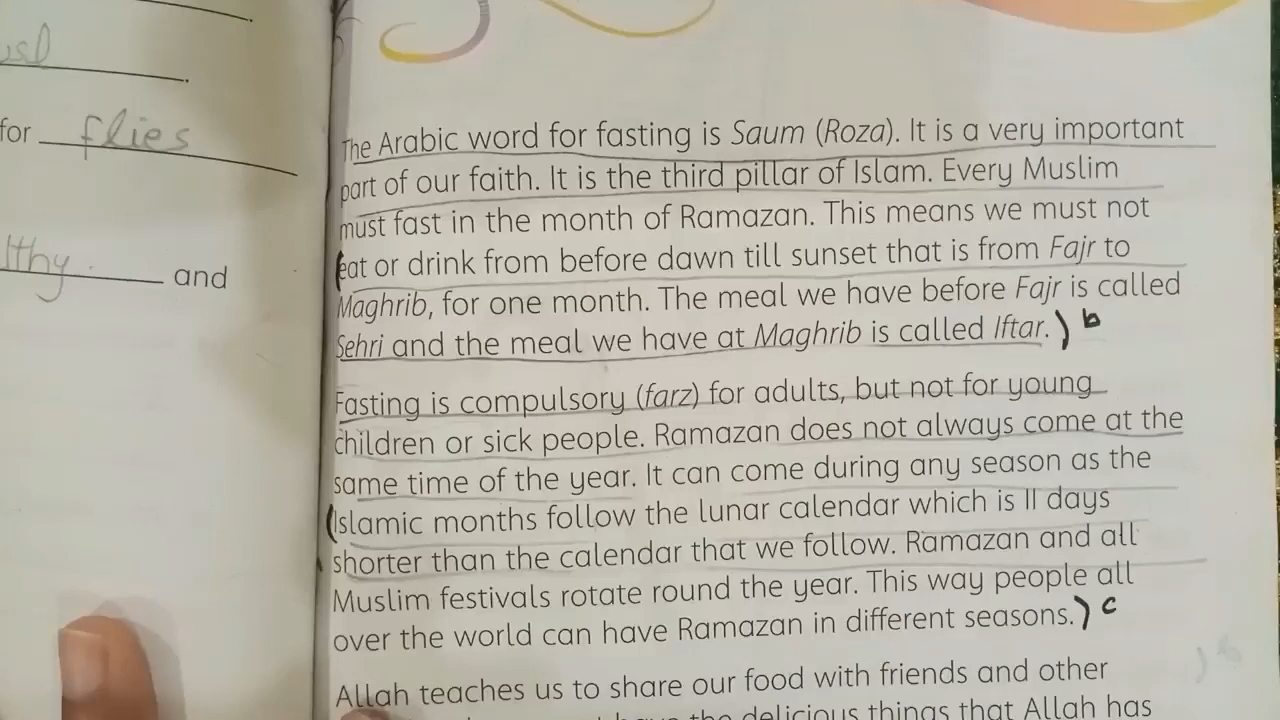 for flies
and
The Arabic word for fasting is Saum (Roza). It is a very important
part of our faith. It is the third pillar of Islam. Every Muslim
must fast in the month of Ramazan. This means we must not
(eat or drink from before dawn till sunset that is from Fajr to
Maghrib, for one month. The meal we have before Fajr is called
Sehri and the meal we have at Maghrib is called Iftar.) b
Fasting is compulsory (farz) for adults, but not for young
children or sick people. Ramazan does not always come at the
same time of the year. It can come during any season as the
(Islamic months follow the lunar calendar which is 11 days
shorter than the calendar that we follow. Ramazan and all
Muslim festivals rotate round the year. This way people all
over the world can have Ramazan in different seasons.) c
Allah teaches us to share our food with friends and other
the delicious things that Allah has